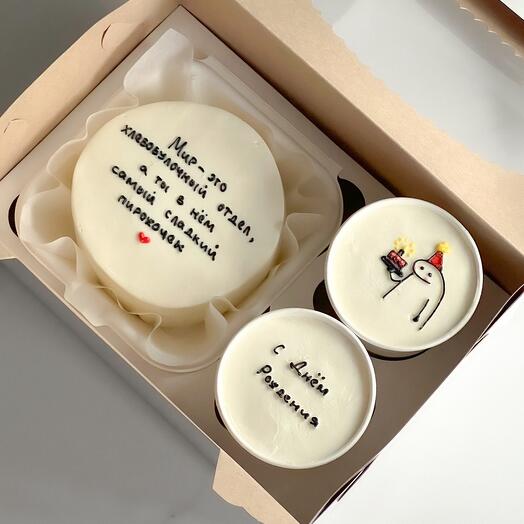 Мир - это
хлебобулочный отдел,
а ты в нём
самый сладкий
пирожочек
с Днём
Рождения